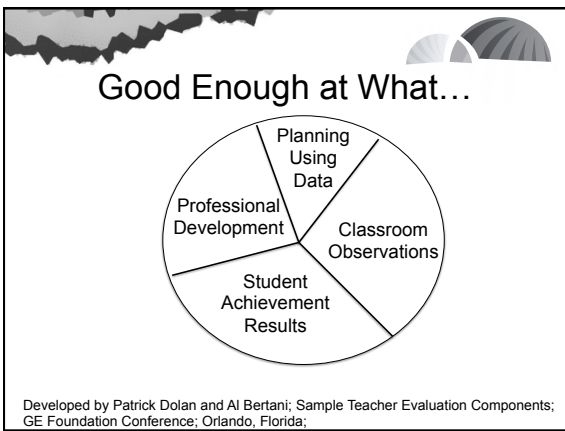 Good Enough at What…
Planning
Using
Data
Professional
Development
Classroom
Observations
Student
Achievement
Results
Developed by Patrick Dolan and Al Bertani; Sample Teacher Evaluation Components;
GE Foundation Conference; Orlando, Florida;